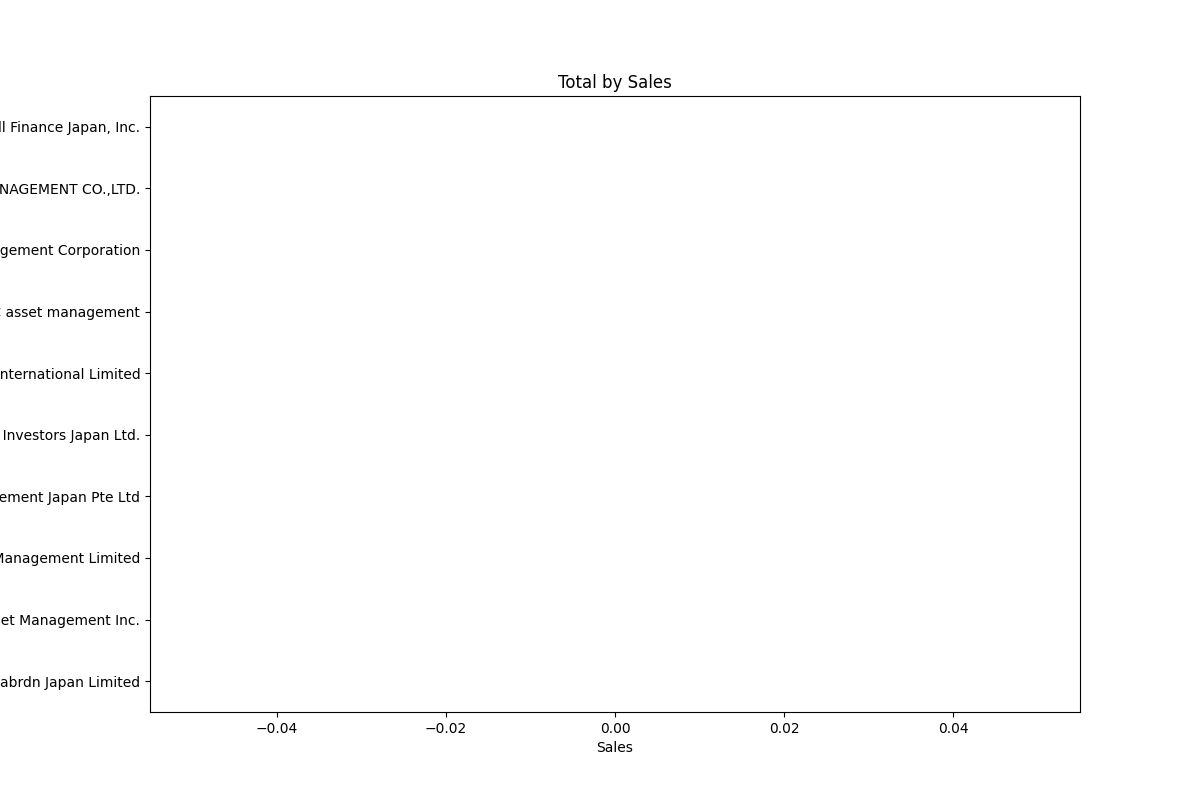 Total by Sales
ll Finance Japan, Inc.
NAGEMENT CO.,LTD.
gement Corporation
asset management
nternational Limited
Investors Japan Ltd.
ement Japan Pte Ltd
Management Limited
et Management Inc.
abrdn Japan Limited
−0.04 −0.02 0.00 0.02 0.04
Sales